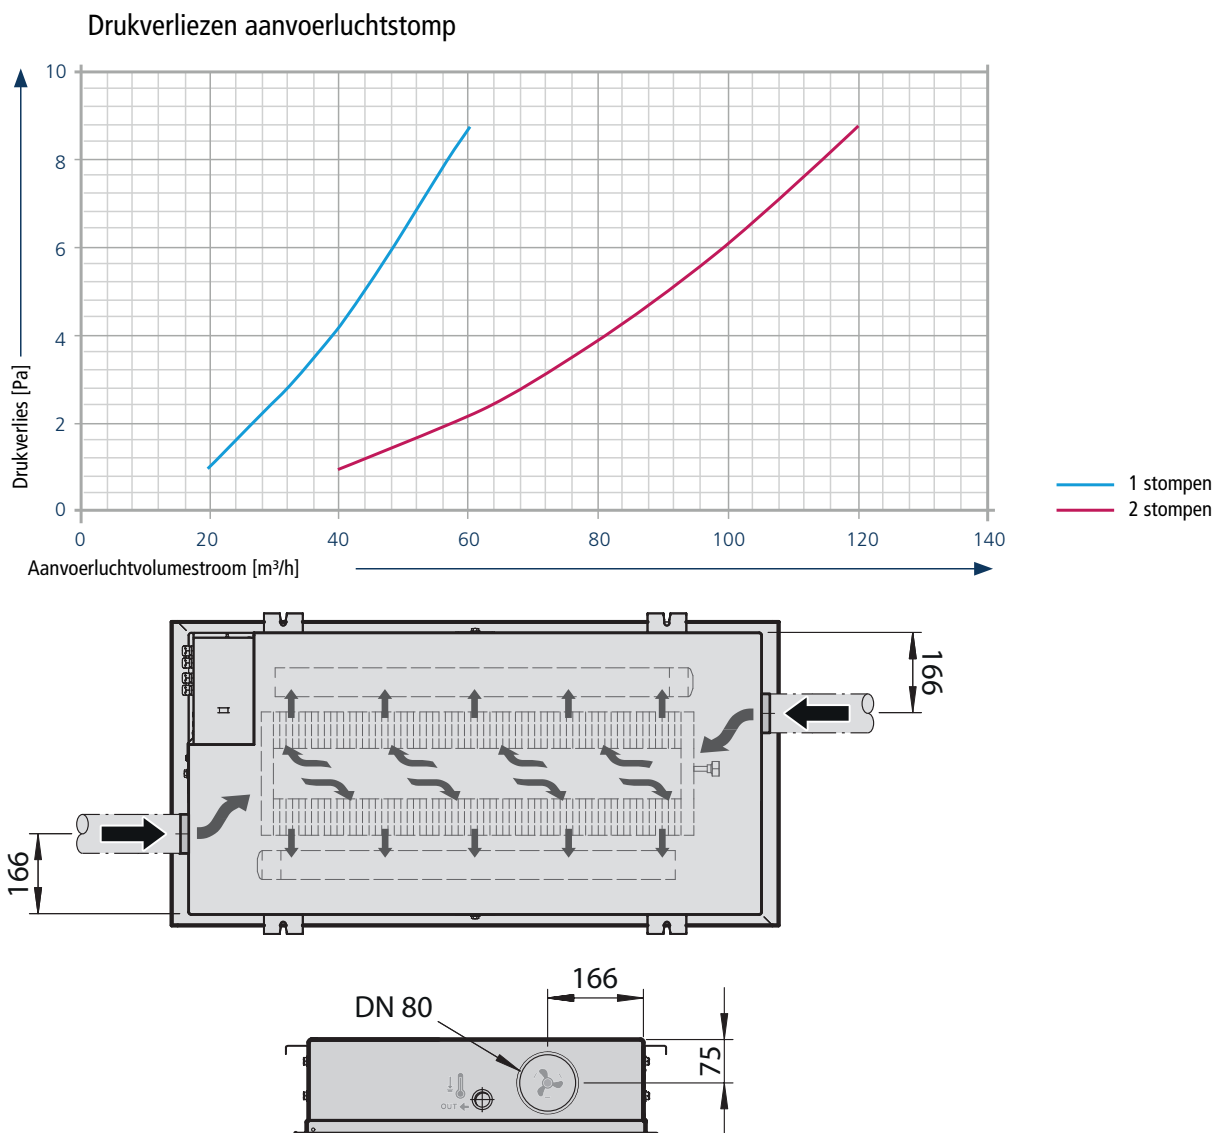 Drukverliezen aanvoerluchtstomp
10
8
6
4
2
0
Drukverlies [Pa]
0 20 40 60 80 100 120 140
Aanvoerluchtvolumestroom [m³/h]
1 stompen
2 stompen
166
166
166
DN 80
75
OUT